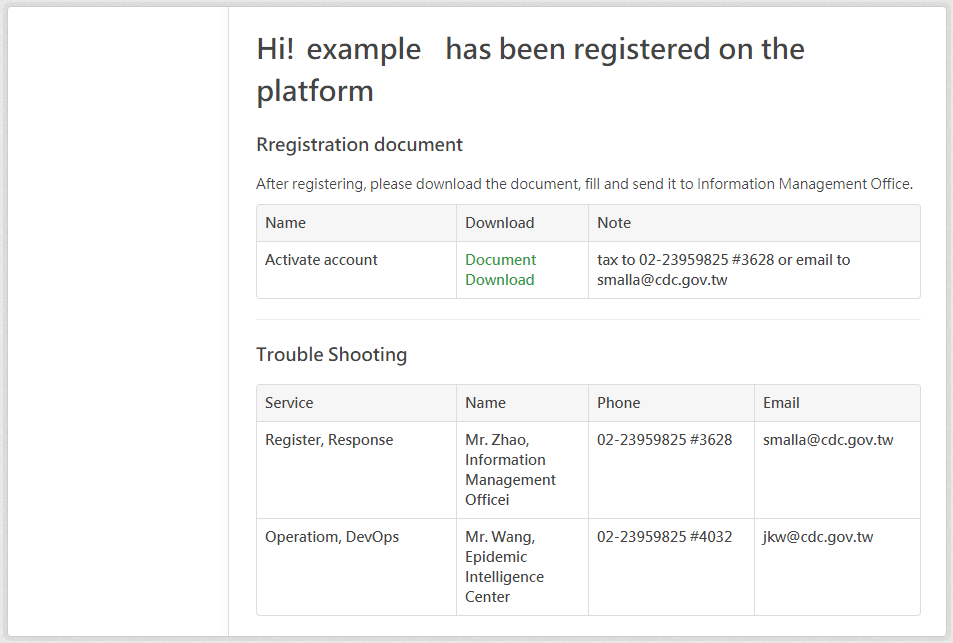 Hi! example has been registered on the
platform
Rregistration document
After registering, please download the document, fill and send it to Information Management Office.
Name Download Note
Activate account Document tax to 02-23959825 #3628 or email to
Download smalla@cdc.gov.tw
Trouble Shooting
Service Name Phone Email
Register, Response Mr. Zhao, 02-23959825 #3628 smalla@cdc.gov.tw
Information
Management
Officei
Operatiom, DevOps Mr. Wang, 02-23959825 #4032 jkw@cdc.gov.tw
Epidemic
Intelligence
Center